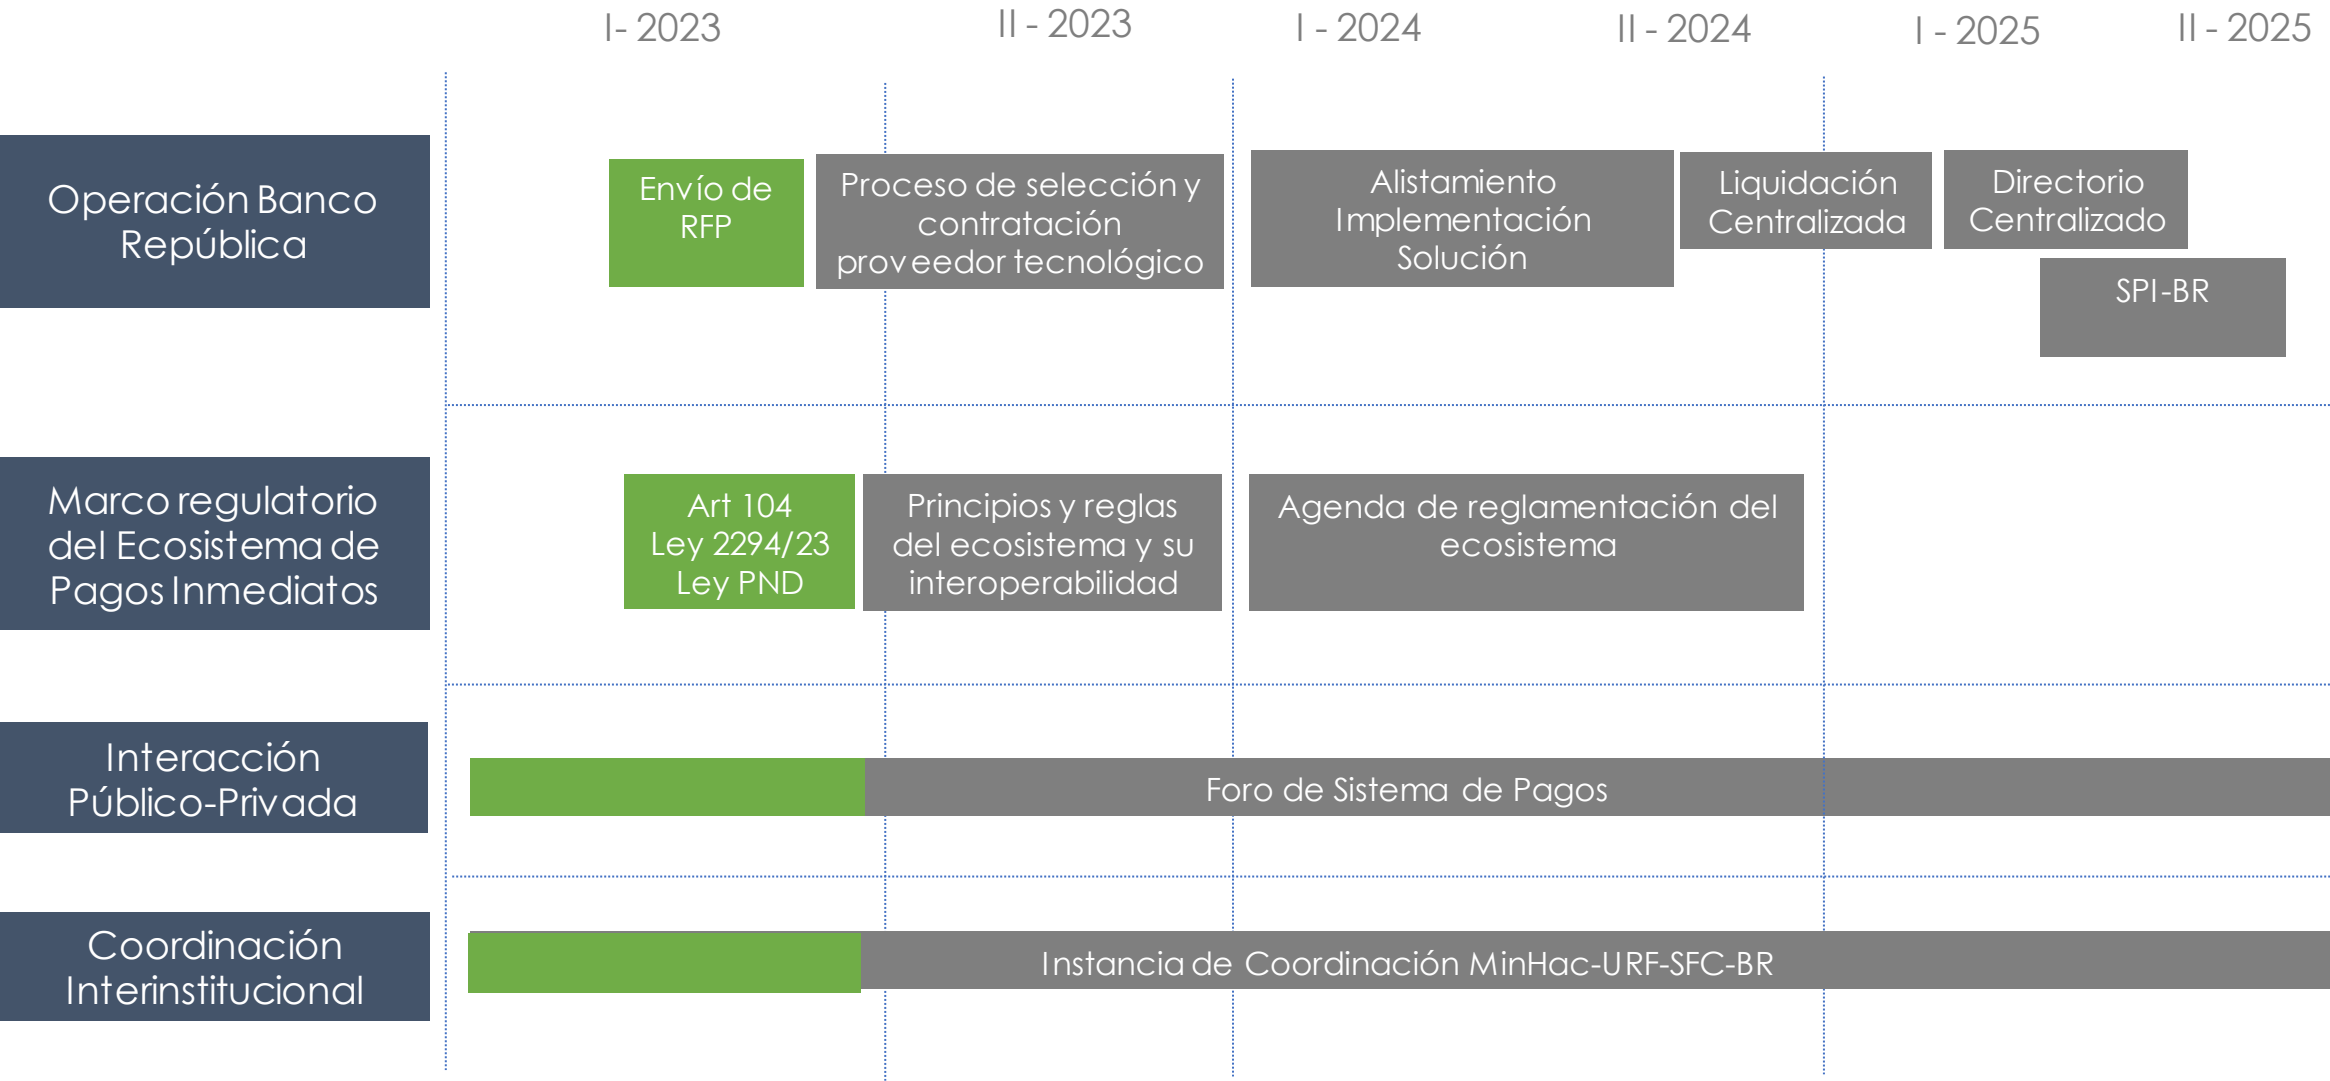 I- 2023
II - 2023
I - 2024
II - 2024
I - 2025
II - 2025
Operación Banco
República
Envío de
RFP
Proceso de selección y
contratación
proveedor tecnológico
Alistamiento
Implementación
Solución
Liquidación
Centralizada
Directorio
Centralizado
SPI-BR
Marco regulatorio
del Ecosistema de
Pagos Inmediatos
Art 104
Ley 2294/23
Ley PND
Principios y reglas
del ecosistema y su
interoperabilidad
Agenda de reglamentación del
ecosistema
Interacción
Público-Privada
Foro de Sistema de Pagos
Coordinación
Interinstitucional
Instancia de Coordinación MinHac-URF-SFC-BR